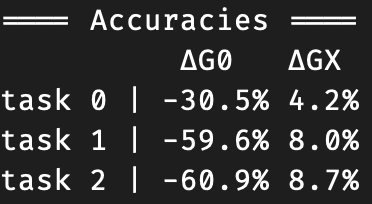 ════ Accuracies ════
ΔG0 ΔGX
task 0 | -30.5% 4.2%
task 1 | -59.6% 8.0%
task 2 | -60.9% 8.7%